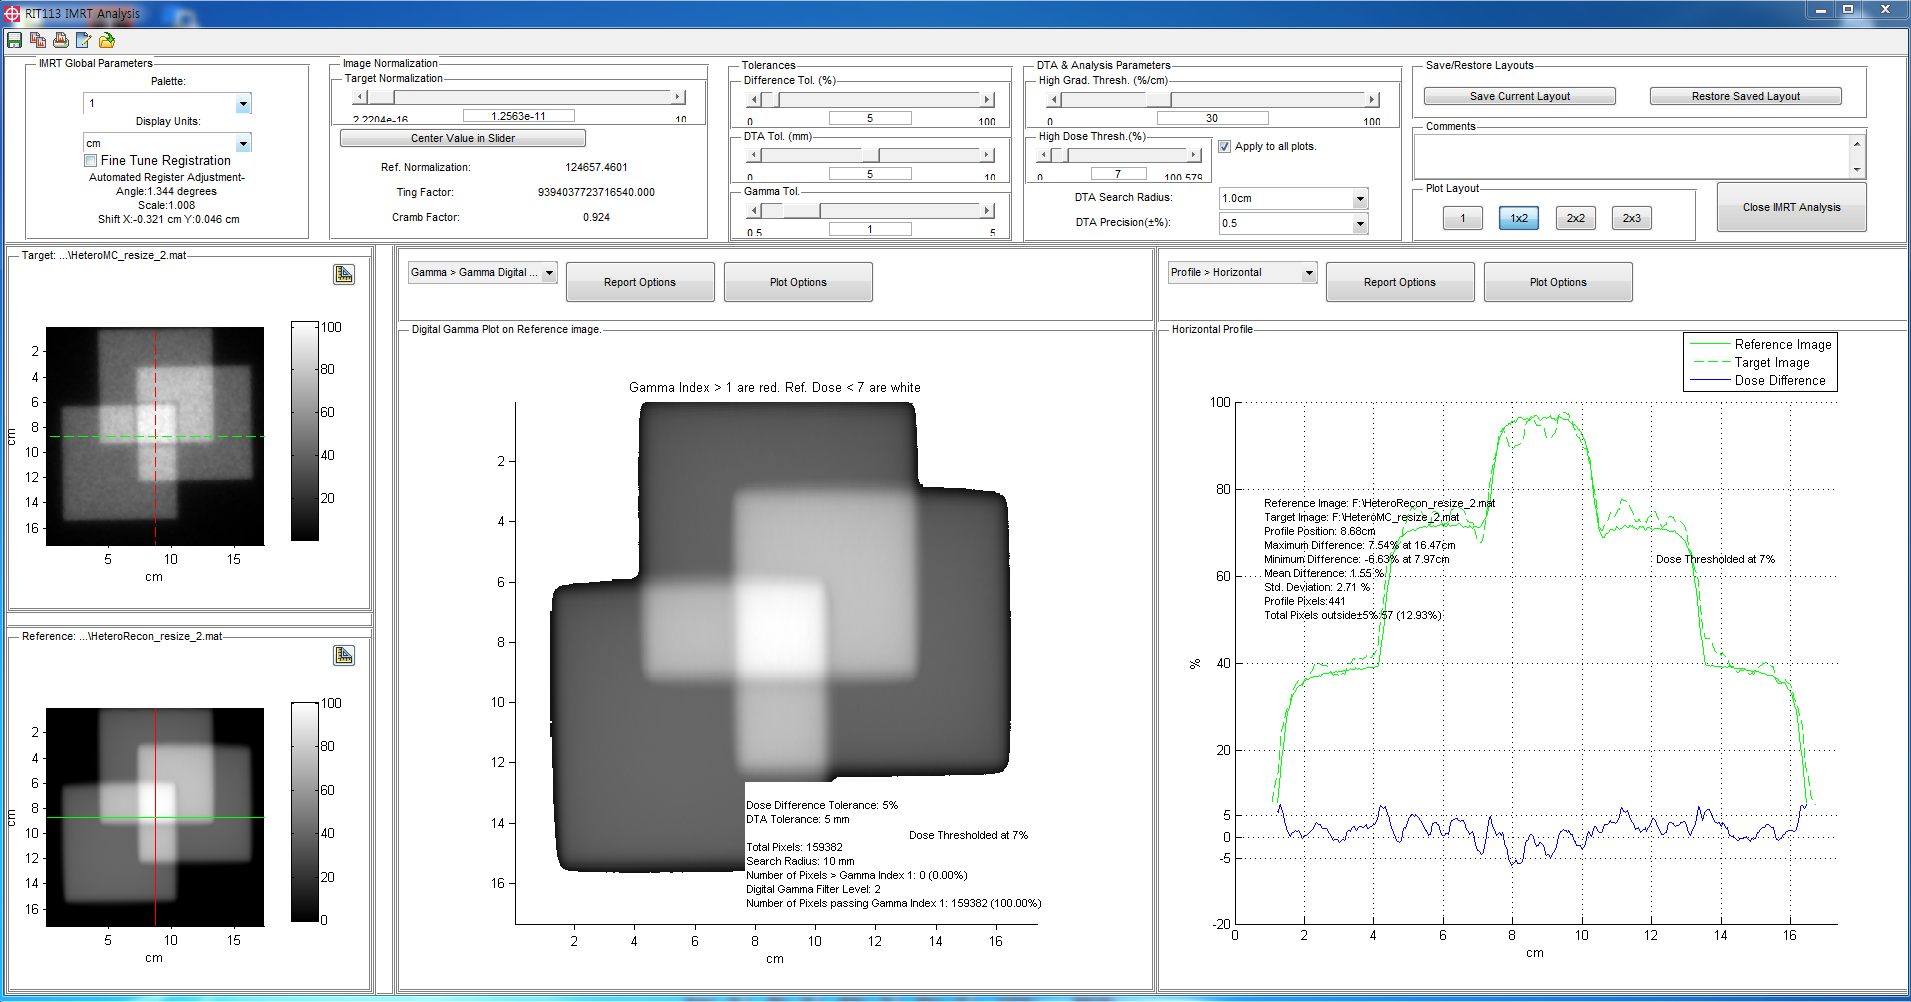 RIT113 IMRT Analysis
IMRT Global Parameters
Palette:
1
Display Units:
cm
Fine Tune Registration
Automated Register Adjustment-
Angle:1.344 degrees
Scale:1.008
Shift X:-0.321 cm Y:0.046 cm
Image Normalization
Target Normalization
2.2204e-16 1.2563e-11 10
Center Value in Slider
Ref. Normalization: 124657.4601
Ting Factor: 9394037723716540.000
Cramb Factor: 0.924
Tolerances
Difference Tol. (%)
0 5 100
DTA Tol. (mm)
0 5 10
Gamma Tol.
0.5 1 5
DTA & Analysis Parameters
High Grad. Thresh. (%/cm)
0 30 100
High Dose Thresh.(%)
0 7 100.579
Apply to all plots.
DTA Search Radius: 1.0cm
DTA Precision(±%): 0.5
Save/Restore Layouts
Save Current Layout
Restore Saved Layout
Comments
Plot Layout
1 1x2 2x2 2x3
Close IMRT Analysis
Target: ...\HeteroMC_resize_2.mat
2
4
6
8
10
12
14
16
cm
5 10 15
cm
100
80
60
40
20
Reference: ...\HeteroRecon_resize_2.mat
2
4
6
8
10
12
14
16
cm
5 10 15
cm
100
80
60
40
20
0
Gamma > Gamma Digital ...
Report Options
Plot Options
Digital Gamma Plot on Reference image.
Gamma Index > 1 are red. Ref. Dose < 7 are white
2
4
6
8
10
12
14
16
Dose Difference Tolerance: 5%
DTA Tolerance: 5 mm
Dose Thresholded at 7%
Total Pixels: 159382
Search Radius: 10 mm
Number of Pixels > Gamma Index 1: 0 (0.00%)
Digital Gamma Filter Level: 2
Number of Pixels passing Gamma Index 1: 159382 (100.00%)
2 4 6 8 10 12 14 16
cm
Profile > Horizontal
Report Options
Plot Options
Horizontal Profile
Reference Image
Target Image
Dose Difference
100
80
60
40
20
5
0
-5
-20
%
Reference Image: F:\HeteroRecon_resize_2.mat
Target Image: F:\HeteroMC_resize_2.mat
Profile Position: 8.68cm
Maximum Difference: 7.54% at 16.47cm
Minimum Difference: -6.63% at 7.97cm
Mean Difference: 1.55 %
Std. Deviation: 2.71 %
Profile Pixels:441
Total Pixels outside±5%:57 (12.93%)
Dose Thresholded at 7%
0 2 4 6 8 10 12 14 16
cm